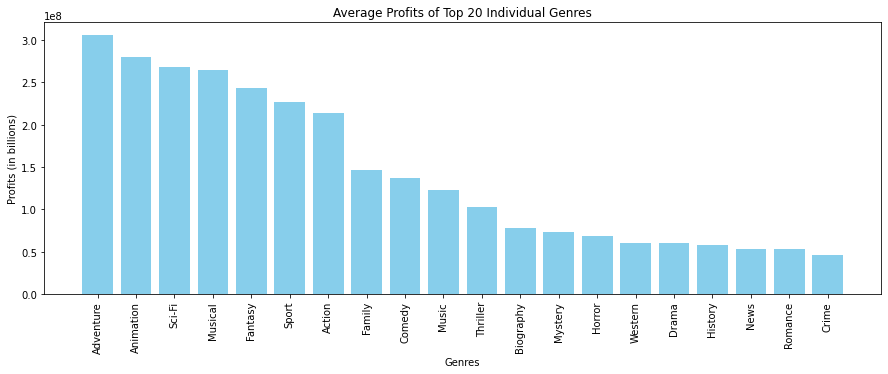 Average Profits of Top 20 Individual Genres
1e8
3.0
2.5
2.0
1.5
1.0
0.5
0.0
Profits (in billions)
Adventure
Animation
Sci-Fi
Musical
Fantasy
Sport
Action
Family
Comedy
Music
Thriller
Biography
Mystery
Horror
Western
Drama
History
News
Romance
Crime
Genres